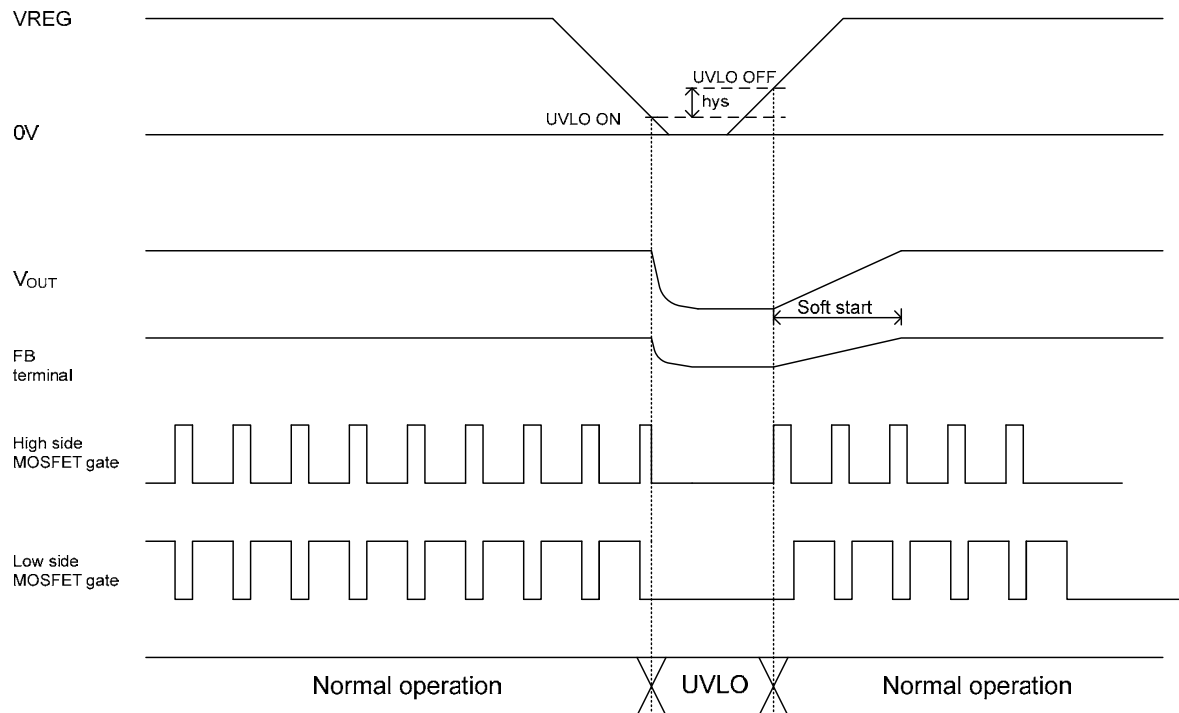 VREG
UVLO OFF
hys
UVLO ON
0V
VOUT
Soft start
FB
terminal
High side
MOSFET gate
Low side
MOSFET gate
Normal operation
UVLO
Normal operation